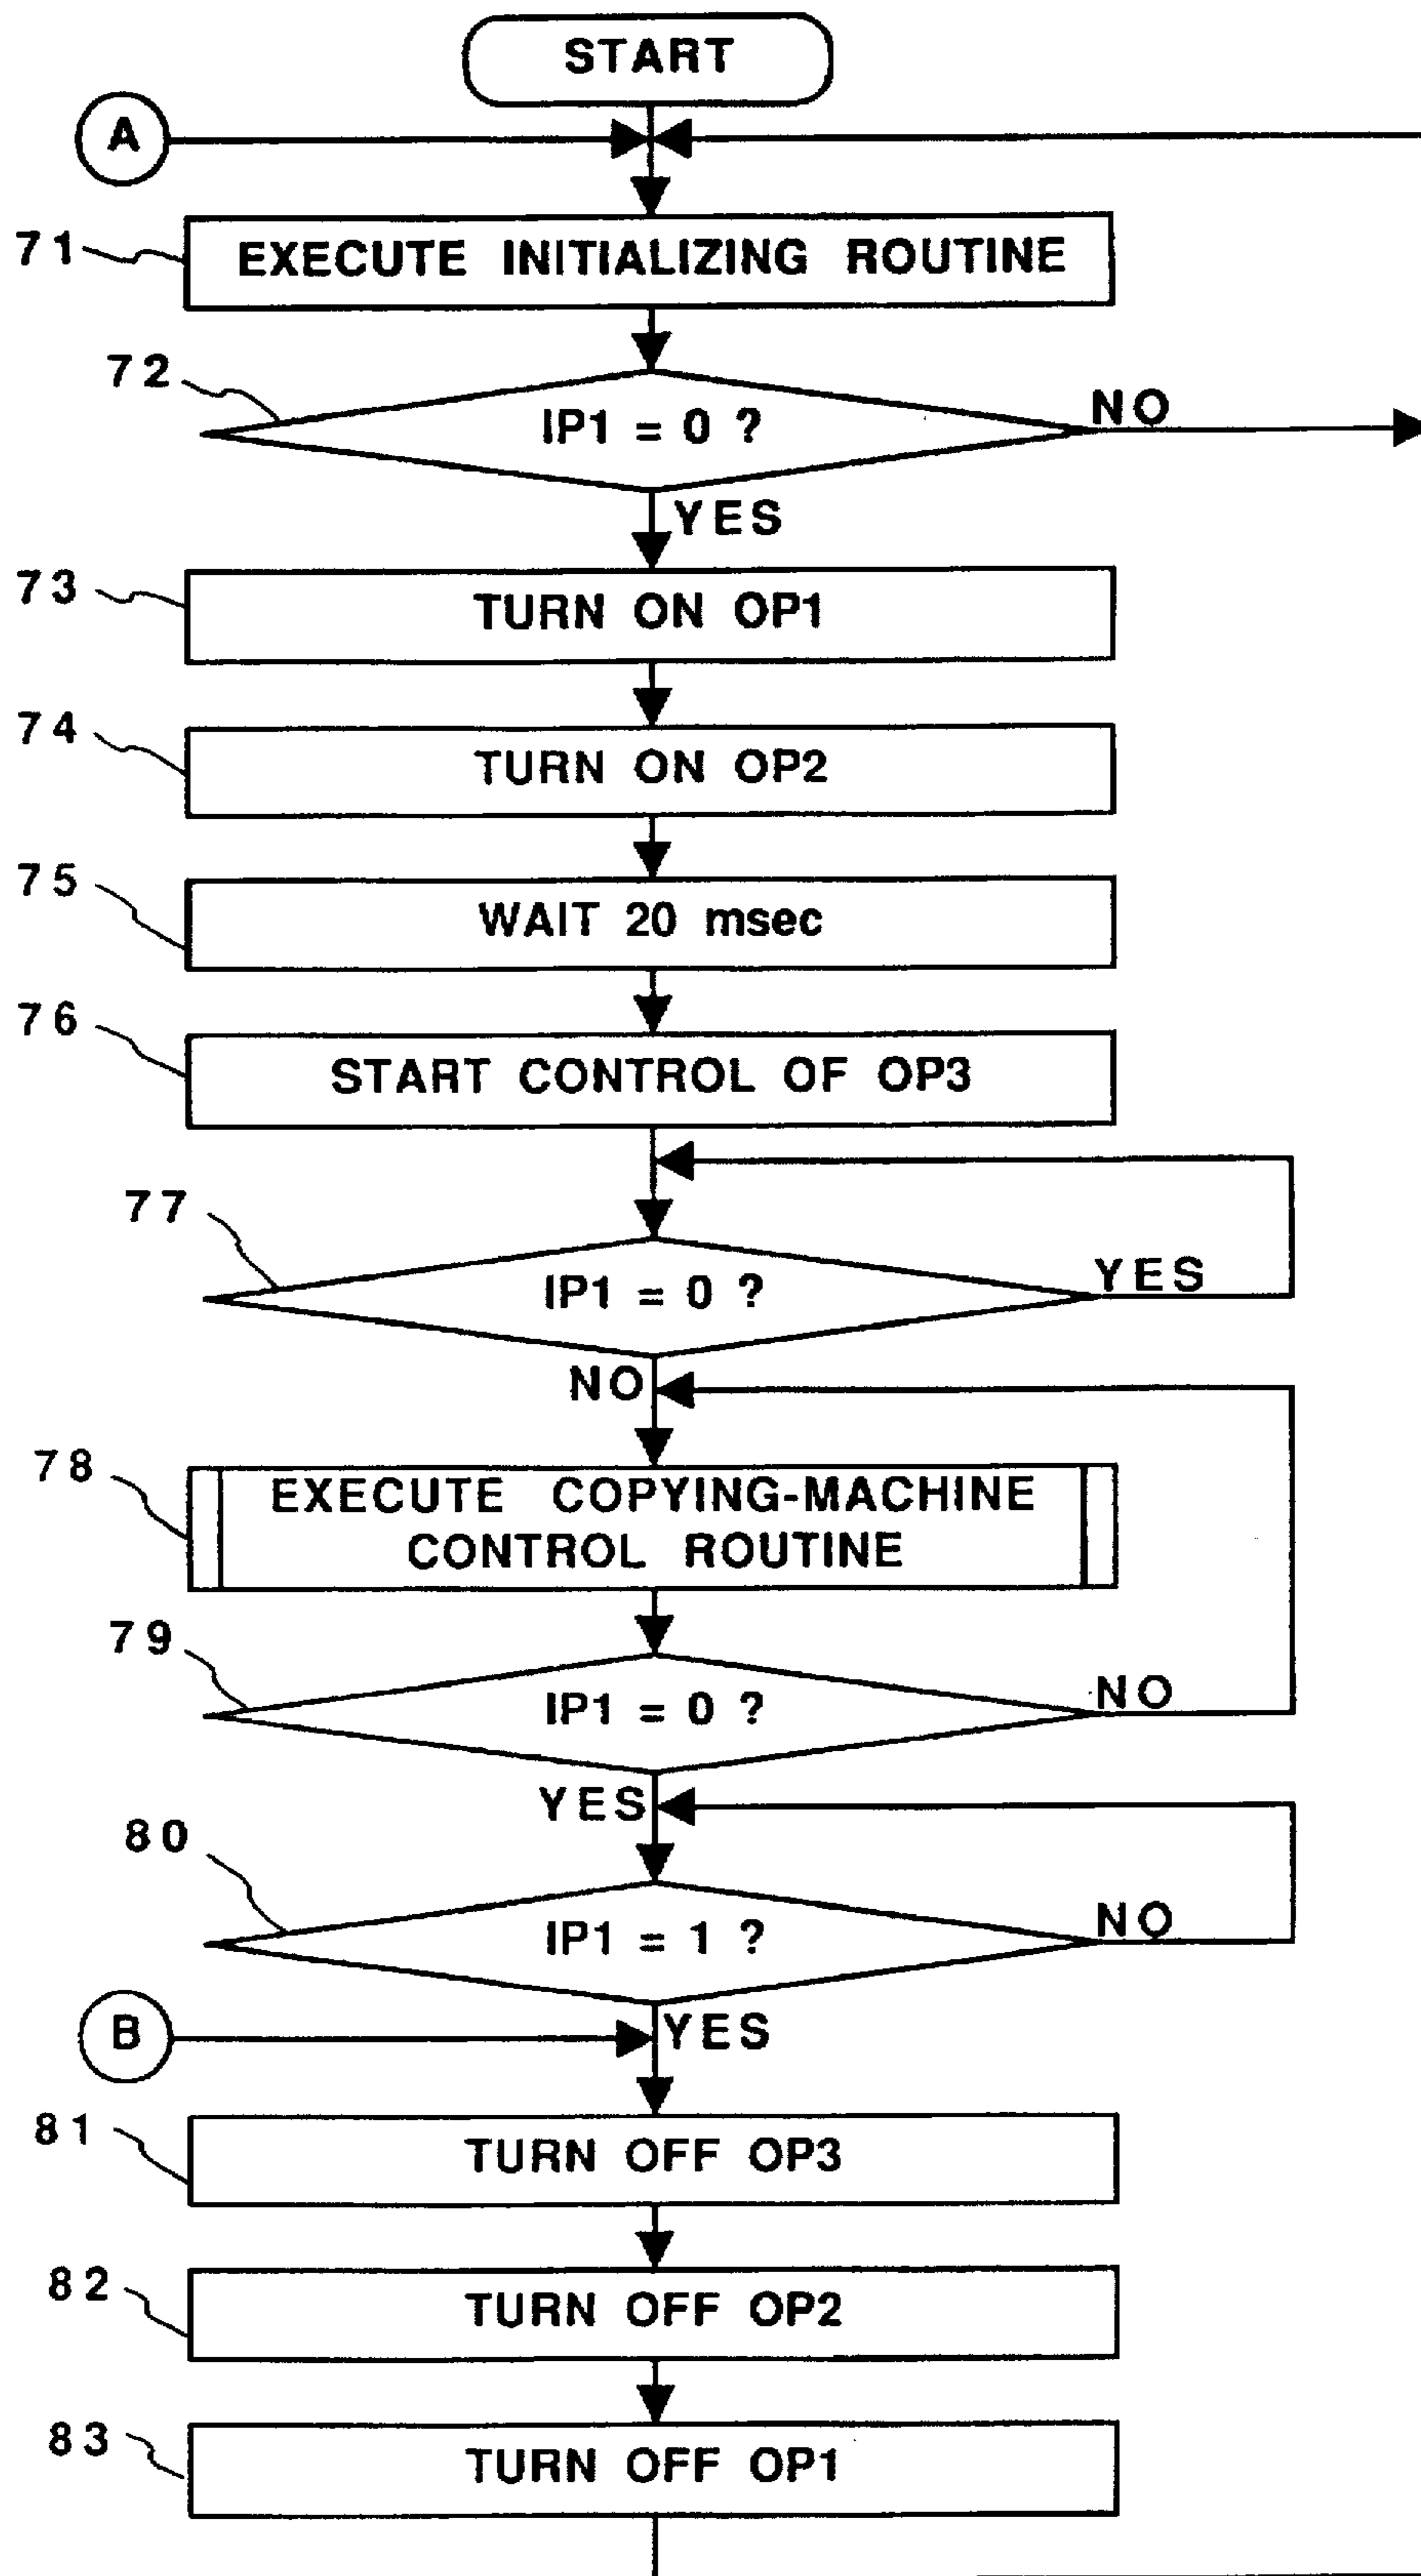 START
A
71
EXECUTE INITIALIZING ROUTINE
72
IP1 = 0 ?
NO
YES
73
TURN ON OP1
74
TURN ON OP2
75
WAIT 20 msec
76
START CONTROL OF OP3
77
IP1 = 0 ?
YES
NO
78
EXECUTE COPYING-MACHINE
CONTROL ROUTINE
79
IP1 = 0 ?
NO
YES
80
IP1 = 1 ?
NO
B
YES
81
TURN OFF OP3
82
TURN OFF OP2
83
TURN OFF OP1